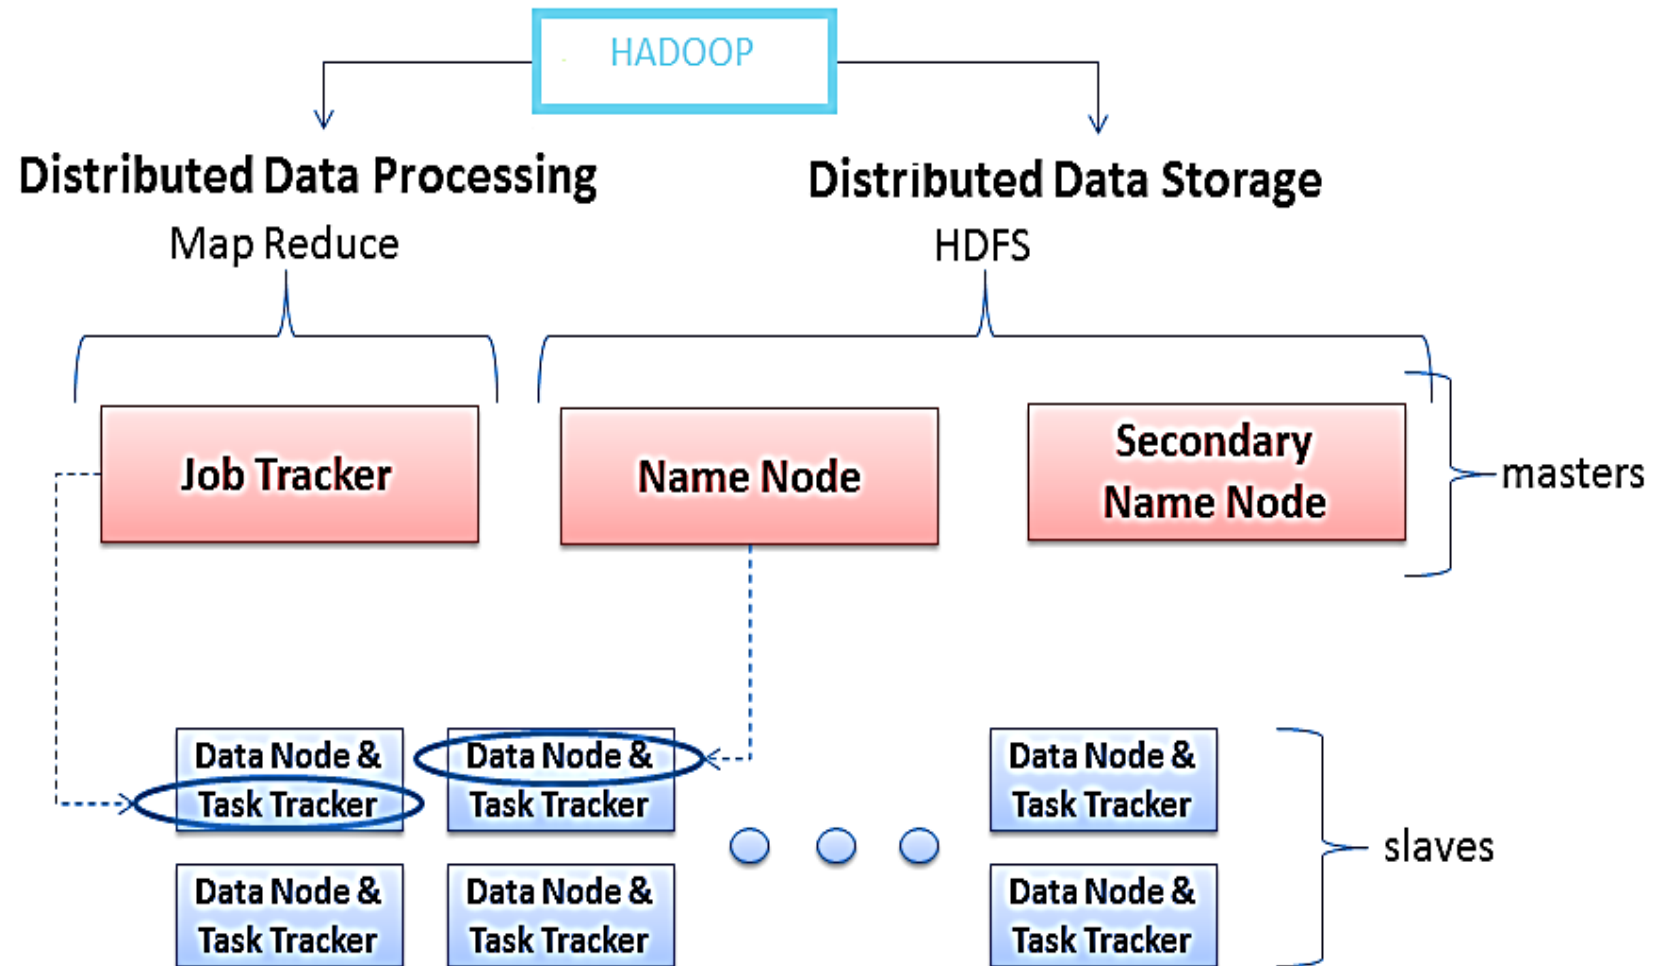 HADOOP
Distributed Data Processing
Distributed Data Storage
Map Reduce
HDFS
Job Tracker
Name Node
Secondary
Name Node
masters
Data Node &
Task Tracker
Data Node &
Task Tracker
Data Node &
Task Tracker
slaves
Data Node &
Task Tracker
Data Node &
Task Tracker
Data Node &
Task Tracker